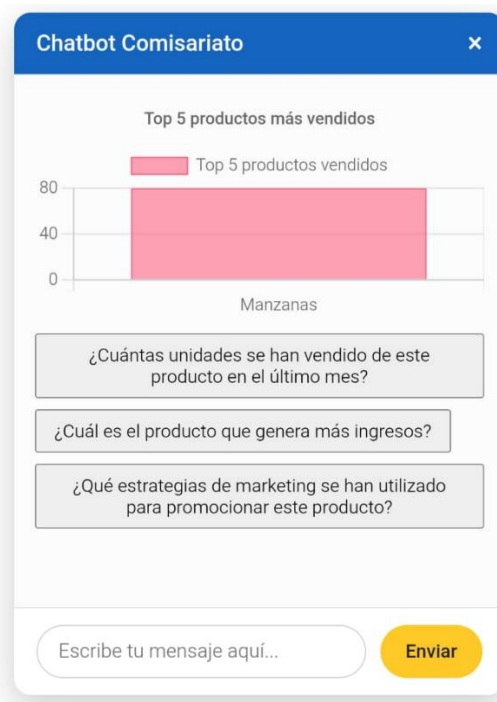 Chatbot Comisariato
×
Top 5 productos más vendidos
Top 5 productos vendidos
80
40
0
Manzanas
¿Cuántas unidades se han vendido de este
producto en el último mes?
¿Cuál es el producto que genera más ingresos?
¿Qué estrategias de marketing se han utilizado
para promocionar este producto?
Escribe tu mensaje aquí...
Enviar